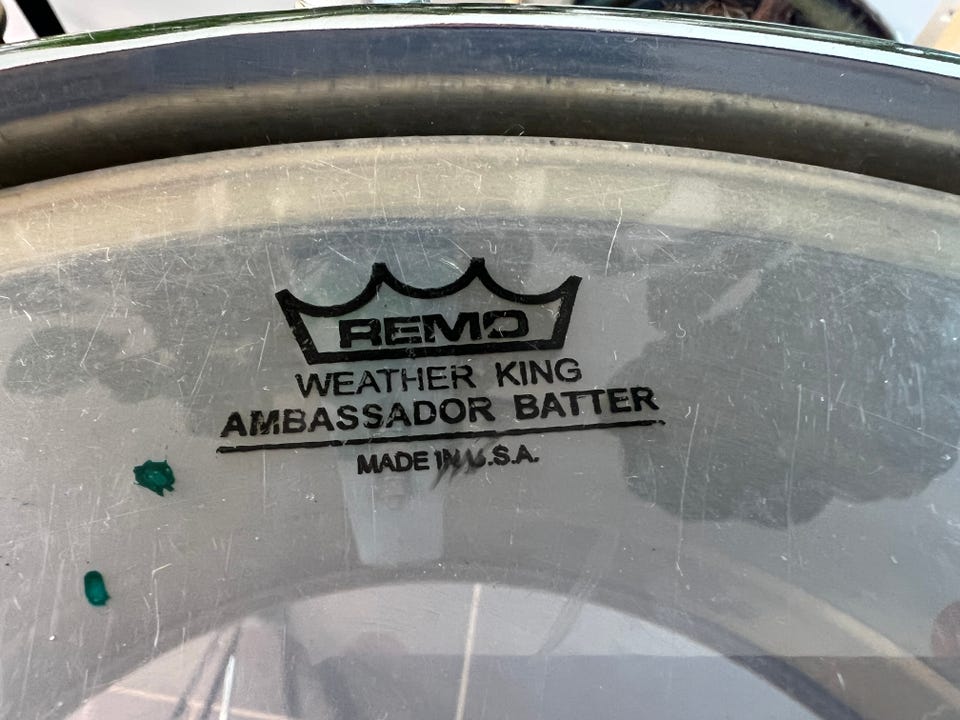 REMO
WEATHER KING
AMBASSADOR BATTER
MADE IN U.S.A.